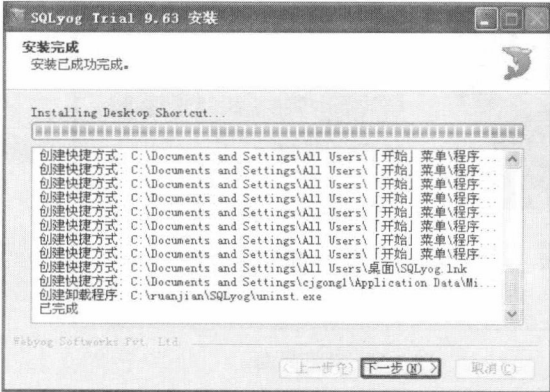 SQLyog Trial 9.63 安装
安装完成
安装已成功完成。
Installing Desktop Shortcut...
创建快捷方式: C:\Documents and Settings\All Users\「开始」菜单\程序...
创建快捷方式: C:\Documents and Settings\All Users\「开始」菜单\程序...
创建快捷方式: C:\Documents and Settings\All Users\「开始」菜单\程序...
创建快捷方式: C:\Documents and Settings\All Users\「开始」菜单\程序...
创建快捷方式: C:\Documents and Settings\All Users\「开始」菜单\程序...
创建快捷方式: C:\Documents and Settings\All Users\「开始」菜单\程序...
创建快捷方式: C:\Documents and Settings\All Users\「开始」菜单\程序...
创建快捷方式: C:\Documents and Settings\All Users\「开始」菜单\程序...
创建快捷方式: C:\Documents and Settings\All Users\桌面\SQLyog.lnk
创建快捷方式: C:\Documents and Settings\cjgong1\Application Data\Mi...
创建卸载程序: C:\ruanjian\SQLyog\uninst.exe
已完成
Webyog Softworks Pvt. Ltd.
< 上一步(P) 下一步(N) > 取消(C)